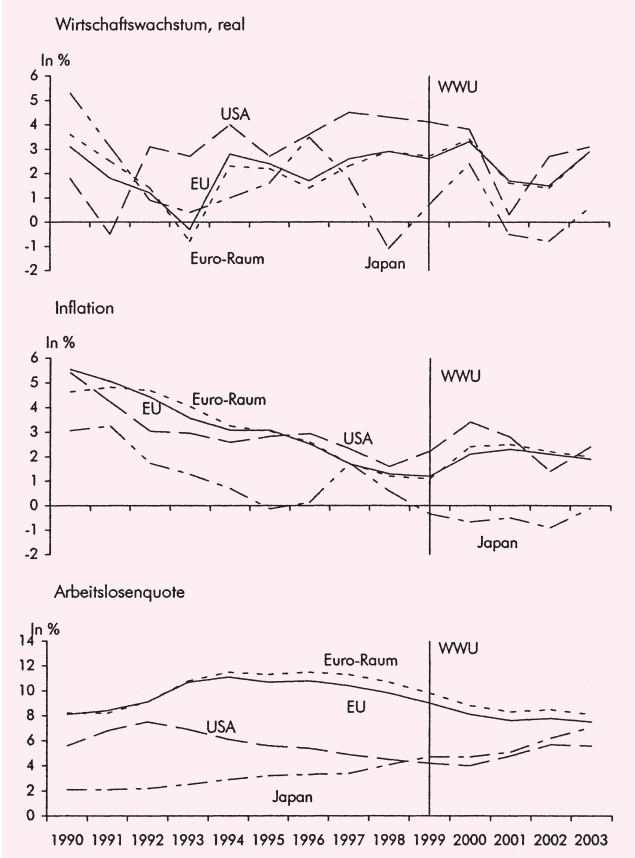 Wirtschaftswachstum, real
In %
6
5
4
3
2
1
0
-1
-2
WWU
USA
EU
Euro-Raum
Japan
Inflation
In %
6
5
4
3
2
1
0
-1
-2
WWU
Euro-Raum
EU
USA
Japan
Arbeitslosenquote
In %
14
12
10
8
6
4
2
0
WWU
Euro-Raum
EU
USA
Japan
1990 1991 1992 1993 1994 1995 1996 1997 1998 1999 2000 2001 2002 2003